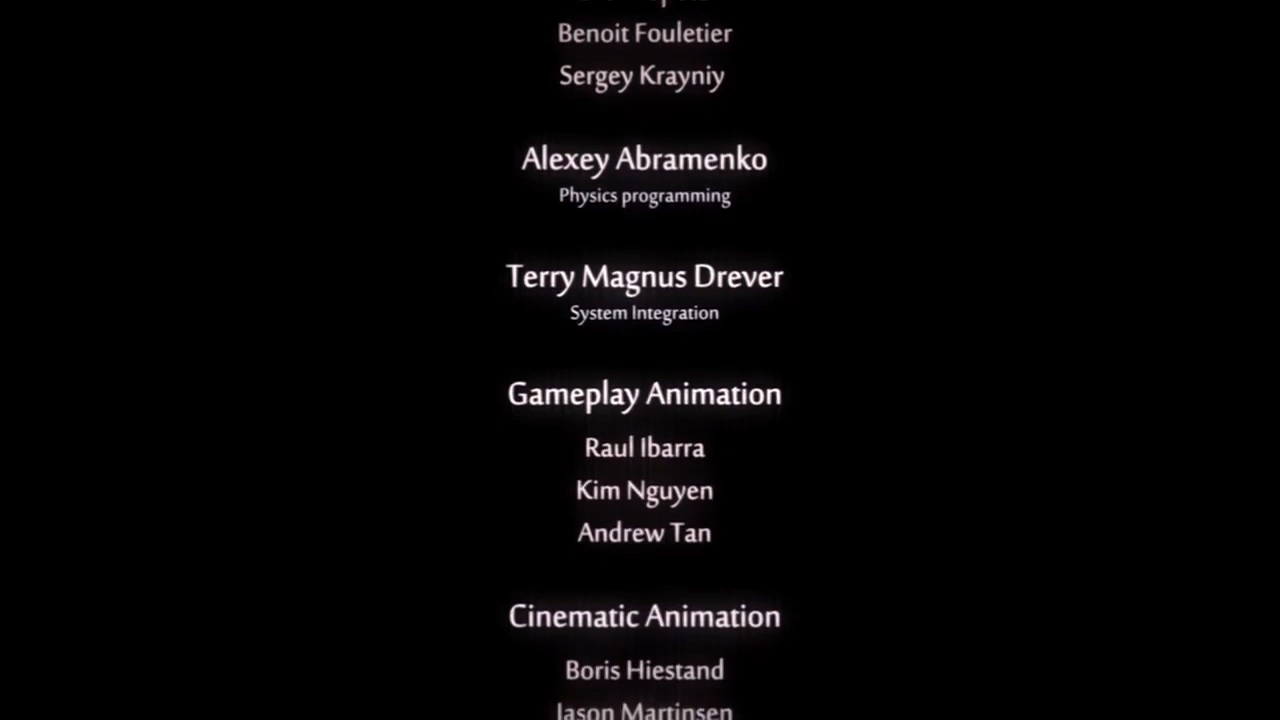 Benoit Fouletier
Sergey Krayniy
Alexey Abramenko
Physics programming
Terry Magnus Drever
System Integration
Gameplay Animation
Raul Ibarra
Kim Nguyen
Andrew Tan
Cinematic Animation
Boris Hiestand
Jason Martinsen